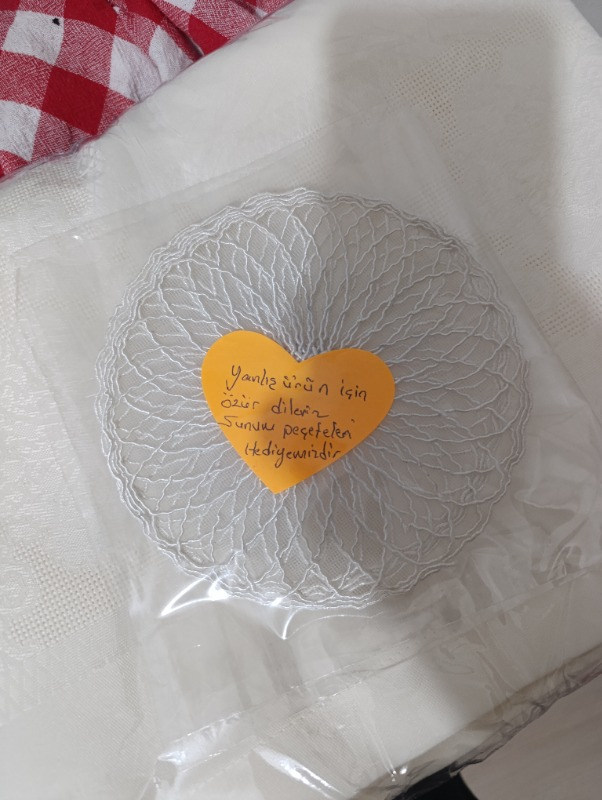 Yanlış ürün için
Özür dileriz
Sunum peçeteleri
Hediyemizdir